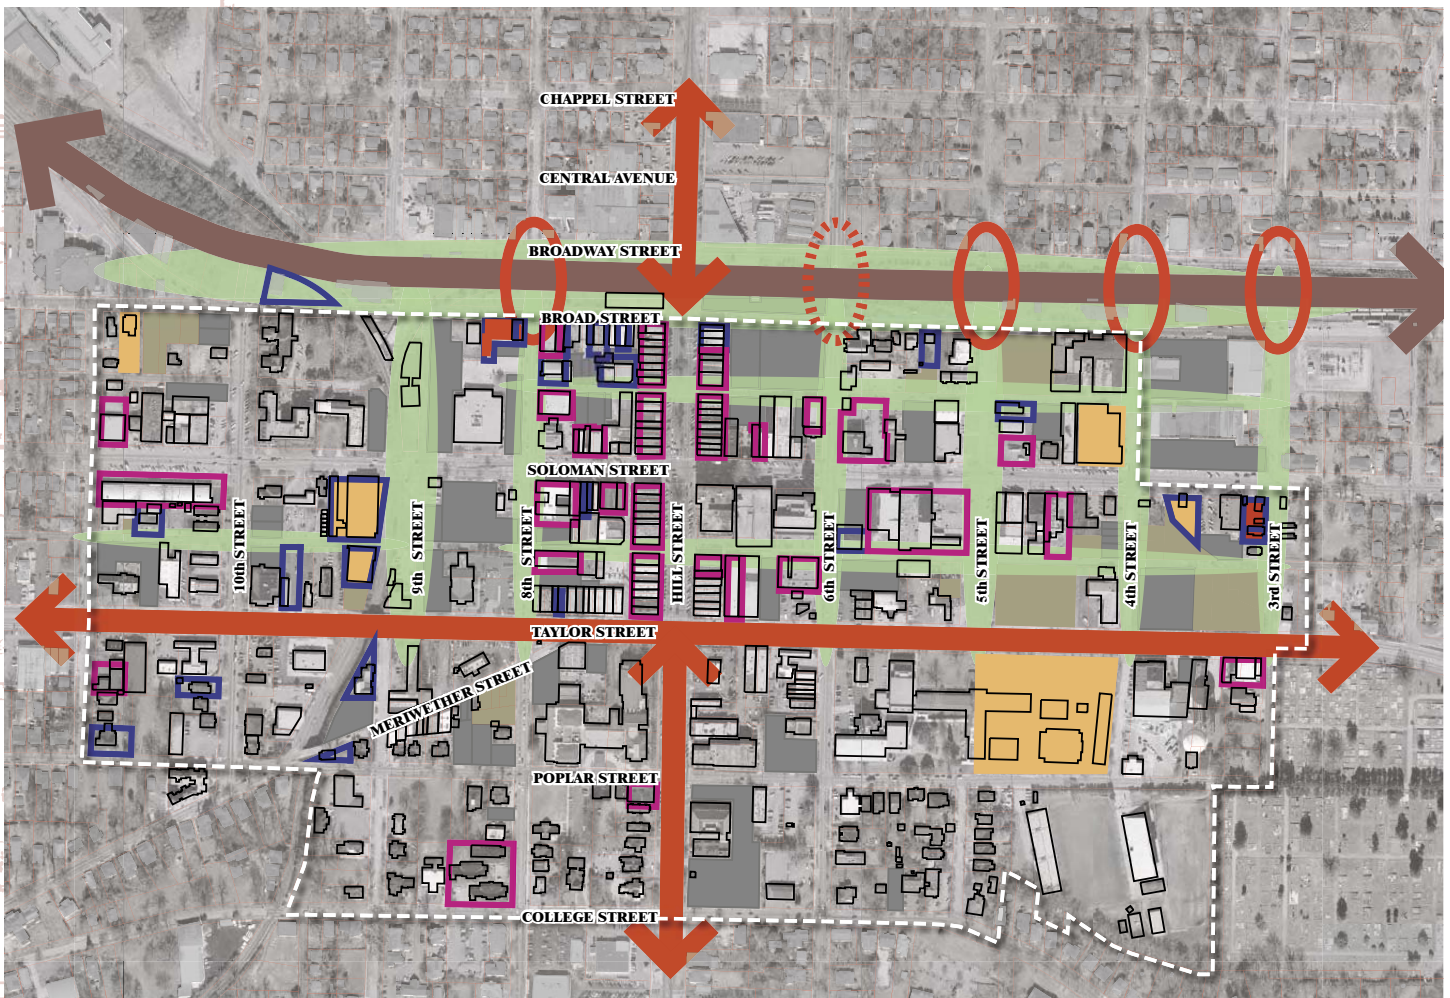 CHAPPEL STREET
CENTRAL AVENUE
BROADWAY STREET
BROAD STREET
SOLOMAN STREET
10th STREET
9th STREET
8th STREET
HILL STREET
6th STREET
5th STREET
4th STREET
3rd STREET
TAYLOR STREET
MERIWETHER STREET
POPLAR STREET
COLLEGE STREET